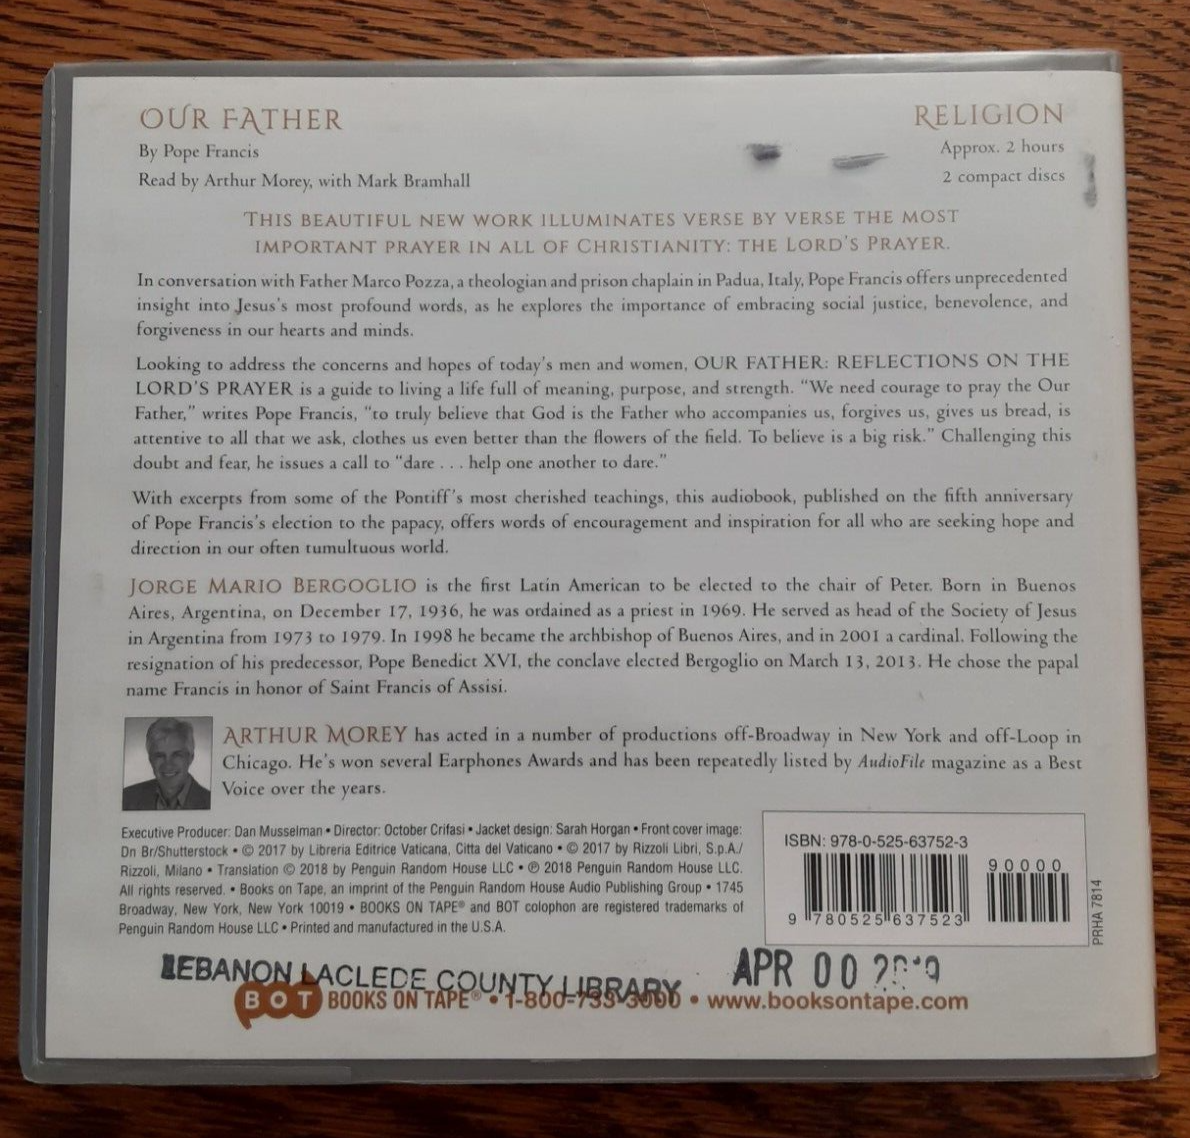 OUR FATHER
By Pope Francis
Read by Arthur Morey, with Mark Bramhall
RELIGION
Approx. 2 hours
2 compact discs
THIS BEAUTIFUL NEW WORK ILLUMINATES VERSE BY VERSE THE MOST
IMPORTANT PRAYER IN ALL OF CHRISTIANITY: THE LORD'S PRAYER.
In conversation with Father Marco Pozza, a theologian and prison chaplain in Padua, Italy, Pope Francis offers unprecedented
insight into Jesus's most profound words, as he explores the importance of embracing social justice, benevolence, and
forgiveness in our hearts and minds.
Looking to address the concerns and hopes of today's men and women, OUR FATHER: REFLECTIONS ON THE
LORD'S PRAYER is a guide to living a life full of meaning, purpose, and strength. "We need courage to pray the Our
Father," writes Pope Francis, "to truly believe that God is the Father who accompanies us, forgives us, gives us bread, is
attentive to all that we ask, clothes us even better than the flowers of the field. To believe is a big risk." Challenging this
doubt and fear, he issues a call to "dare . . . help one another to dare."
With excerpts from some of the Pontiff's most cherished teachings, this audiobook, published on the fifth anniversary
of Pope Francis's election to the papacy, offers words of encouragement and inspiration for all who are seeking hope and
direction in our often tumultuous world.
JORGE MARIO BERGOGLIO is the first Latin American to be elected to the chair of Peter. Born in Buenos
Aires, Argentina, on December 17, 1936, he was ordained as a priest in 1969. He served as head of the Society of Jesus
in Argentina from 1973 to 1979. In 1998 he became the archbishop of Buenos Aires, and in 2001 a cardinal. Following the
resignation of his predecessor, Pope Benedict XVI, the conclave elected Bergoglio on March 13, 2013. He chose the papal
name Francis in honor of Saint Francis of Assisi.
ARTHUR MOREY has acted in a number of productions off-Broadway in New York and off-Loop in
Chicago. He's won several Earphones Awards and has been repeatedly listed by AudioFile magazine as a Best
Voice over the years.
Executive Producer: Dan Musselman • Director: October Crifasi • Jacket design: Sarah Horgan • Front cover image:
Dn Br/Shutterstock • © 2017 by Libreria Editrice Vaticana, Citta del Vaticano • © 2017 by Rizzoli Libri, S.p.A./
Rizzoli, Milano • Translation © 2018 by Penguin Random House LLC • ℗ 2018 Penguin Random House LLC.
All rights reserved. • Books on Tape, an imprint of the Penguin Random House Audio Publishing Group • 1745
Broadway, New York, New York 10019 • BOOKS ON TAPE® and BOT colophon are registered trademarks of
Penguin Random House LLC • Printed and manufactured in the U.S.A.
ISBN: 978-0-525-63752-3
90000
9 780525 637523
PRHA 7814
LEBANON LACLEDE COUNTY LIBRARY
APR 00
BOT BOOKS ON TAPE® • 1-800-733-3000 • www.booksontape.com